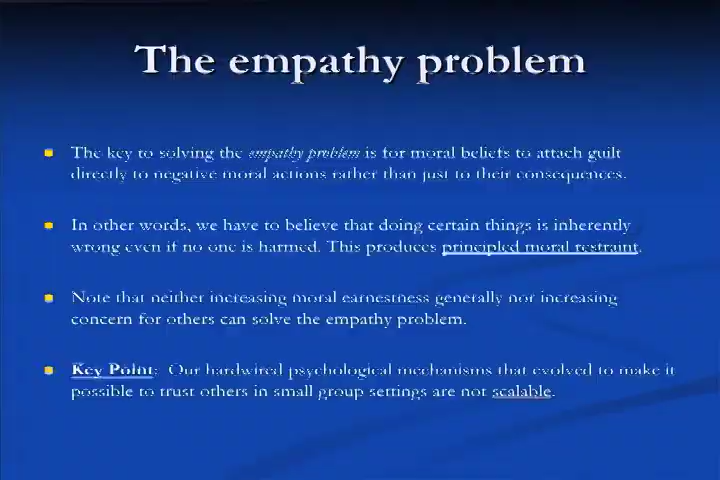 The empathy problem
The key to solving the empathy problem is for moral beliefs to attach guilt
directly to negative moral actions rather than just to their consequences.
In other words, we have to believe that doing certain things is inherently
wrong even if no one is harmed. This produces principled moral restraint.
Note that neither increasing moral earnestness generally nor increasing
concern for others can solve the empathy problem.
Key Point: Our hardwired psychological mechanisms that evolved to make it
possible to trust others in small group settings are not scalable.